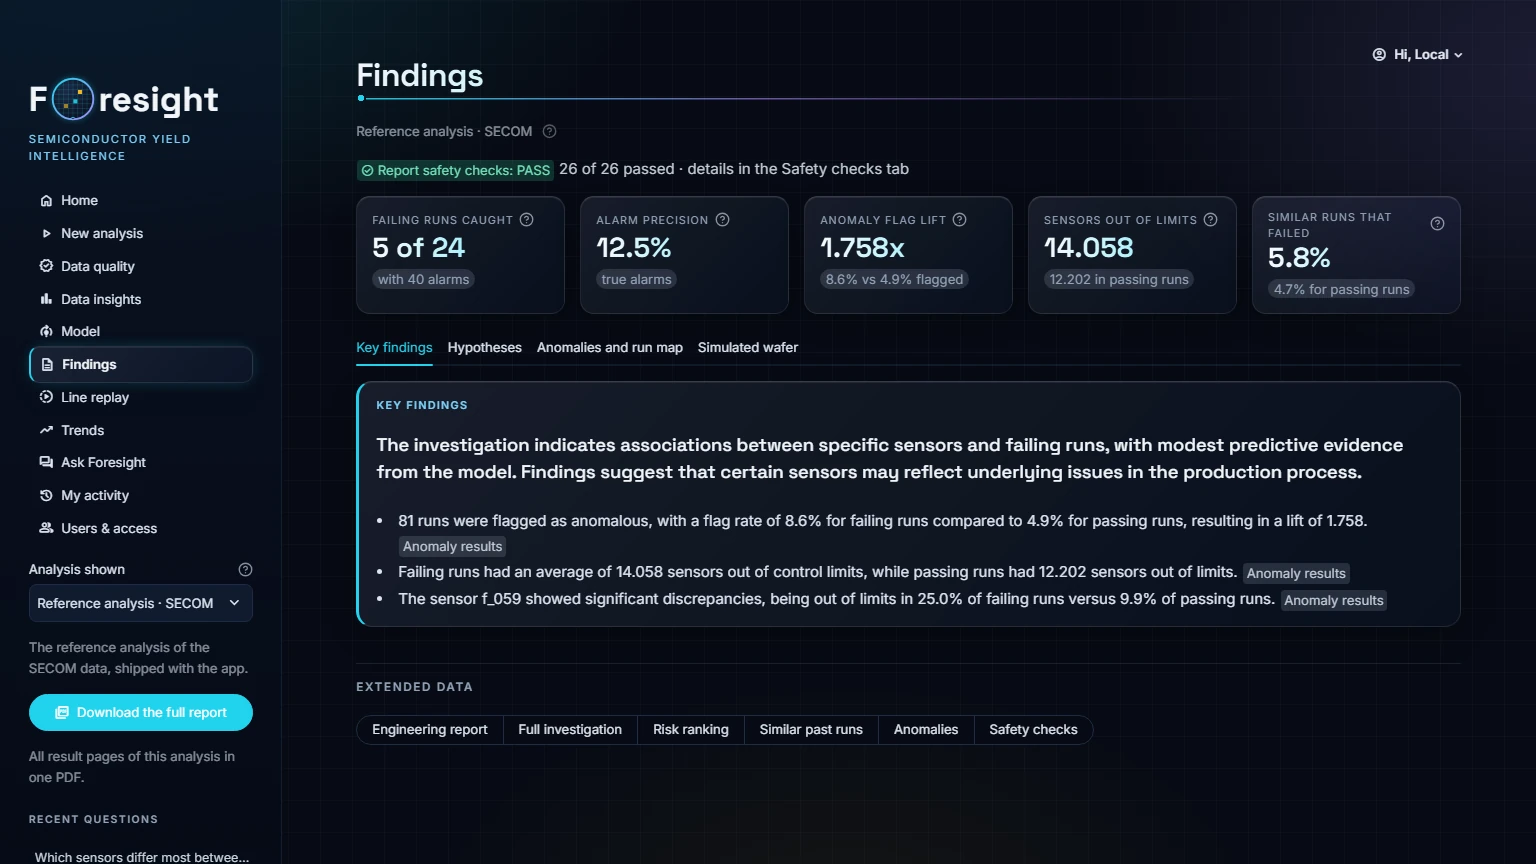 Foresight
SEMICONDUCTOR YIELD
INTELLIGENCE
Home
New analysis
Data quality
Data insights
Model
Findings
Line replay
Trends
Ask Foresight
My activity
Users & access
Analysis shown
Reference analysis · SECOM
The reference analysis of the
SECOM data, shipped with the app.
Download the full report
All result pages of this analysis in
one PDF.
RECENT QUESTIONS
Which sensors differ most betwee...
Hi, Local
Findings
Reference analysis · SECOM
Report safety checks: PASS 26 of 26 passed · details in the Safety checks tab
FAILING RUNS CAUGHT
5 of 24
with 40 alarms
ALARM PRECISION
12.5%
true alarms
ANOMALY FLAG LIFT
1.758x
8.6% vs 4.9% flagged
SENSORS OUT OF LIMITS
14.058
12.202 in passing runs
SIMILAR RUNS THAT
FAILED
5.8%
4.7% for passing runs
Key findings Hypotheses Anomalies and run map Simulated wafer
KEY FINDINGS
The investigation indicates associations between specific sensors and failing runs, with modest predictive evidence
from the model. Findings suggest that certain sensors may reflect underlying issues in the production process.
• 81 runs were flagged as anomalous, with a flag rate of 8.6% for failing runs compared to 4.9% for passing runs, resulting in a lift of 1.758.
Anomaly results
• Failing runs had an average of 14.058 sensors out of control limits, while passing runs had 12.202 sensors out of limits. Anomaly results
• The sensor f_059 showed significant discrepancies, being out of limits in 25.0% of failing runs versus 9.9% of passing runs. Anomaly results
EXTENDED DATA
Engineering report Full investigation Risk ranking Similar past runs Anomalies Safety checks